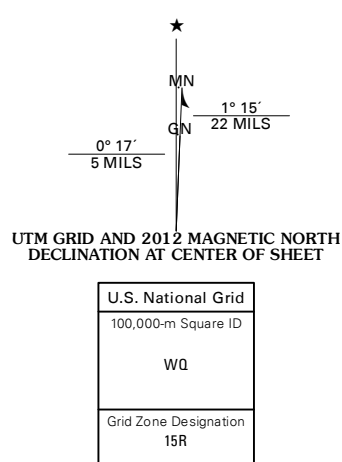 ★
MN
1° 15´
22 MILS
GN
0° 17´
5 MILS
UTM GRID AND 2012 MAGNETIC NORTH
DECLINATION AT CENTER OF SHEET
U.S. National Grid
100,000-m Square ID
WQ
Grid Zone Designation
15R